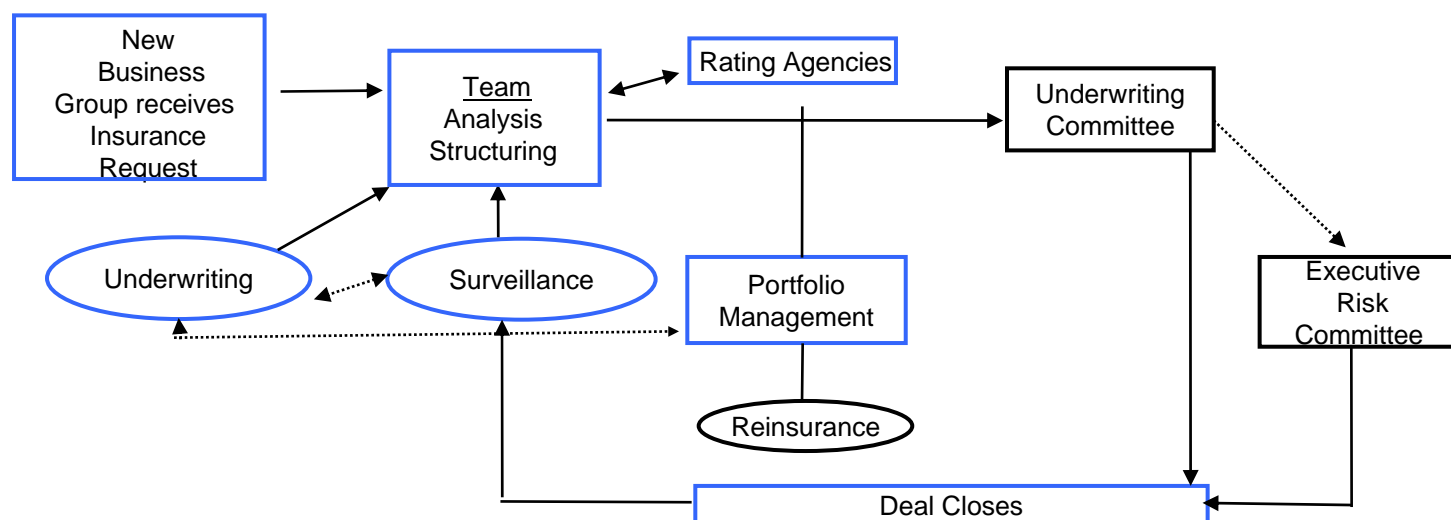 New
Business
Group receives
Insurance
Request
Team
Analysis
Structuring
Rating Agencies
Underwriting
Committee
Underwriting
Surveillance
Portfolio
Management
Executive
Risk
Committee
Reinsurance
Deal Closes